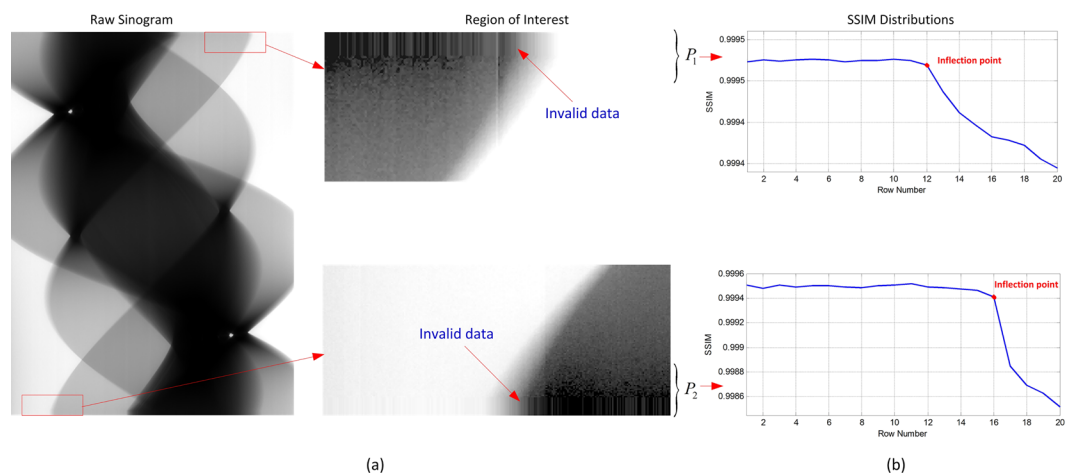 Raw Sinogram
Region of Interest
SSIM Distributions
Invalid data
P1
0.9995
0.9995
0.9994
0.9994
SSIM
Inflection point
2 4 6 8 10 12 14 16 18 20
Row Number
Invalid data
P2
0.9996
0.9994
0.9992
0.999
0.9988
0.9986
SSIM
Inflection point
2 4 6 8 10 12 14 16 18 20
Row Number
(a)
(b)